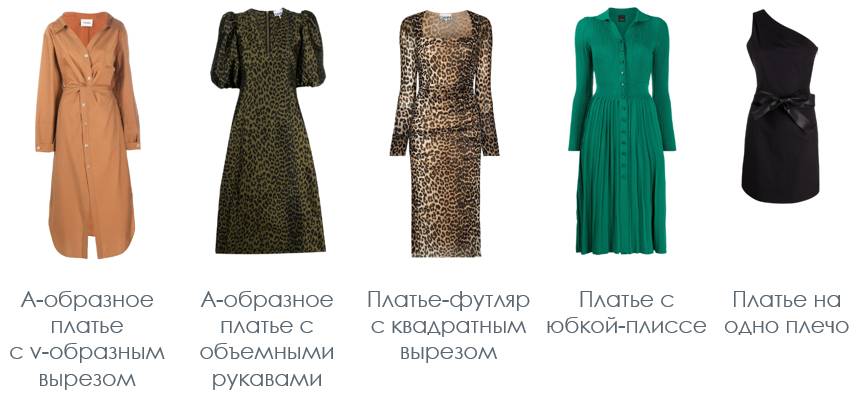 А-образное
платье
с v-образным
вырезом
А-образное
платье с
объемными
рукавами
Платье-футляр
с квадратным
вырезом
Платье с
юбкой-плиссе
Платье на
одно плечо